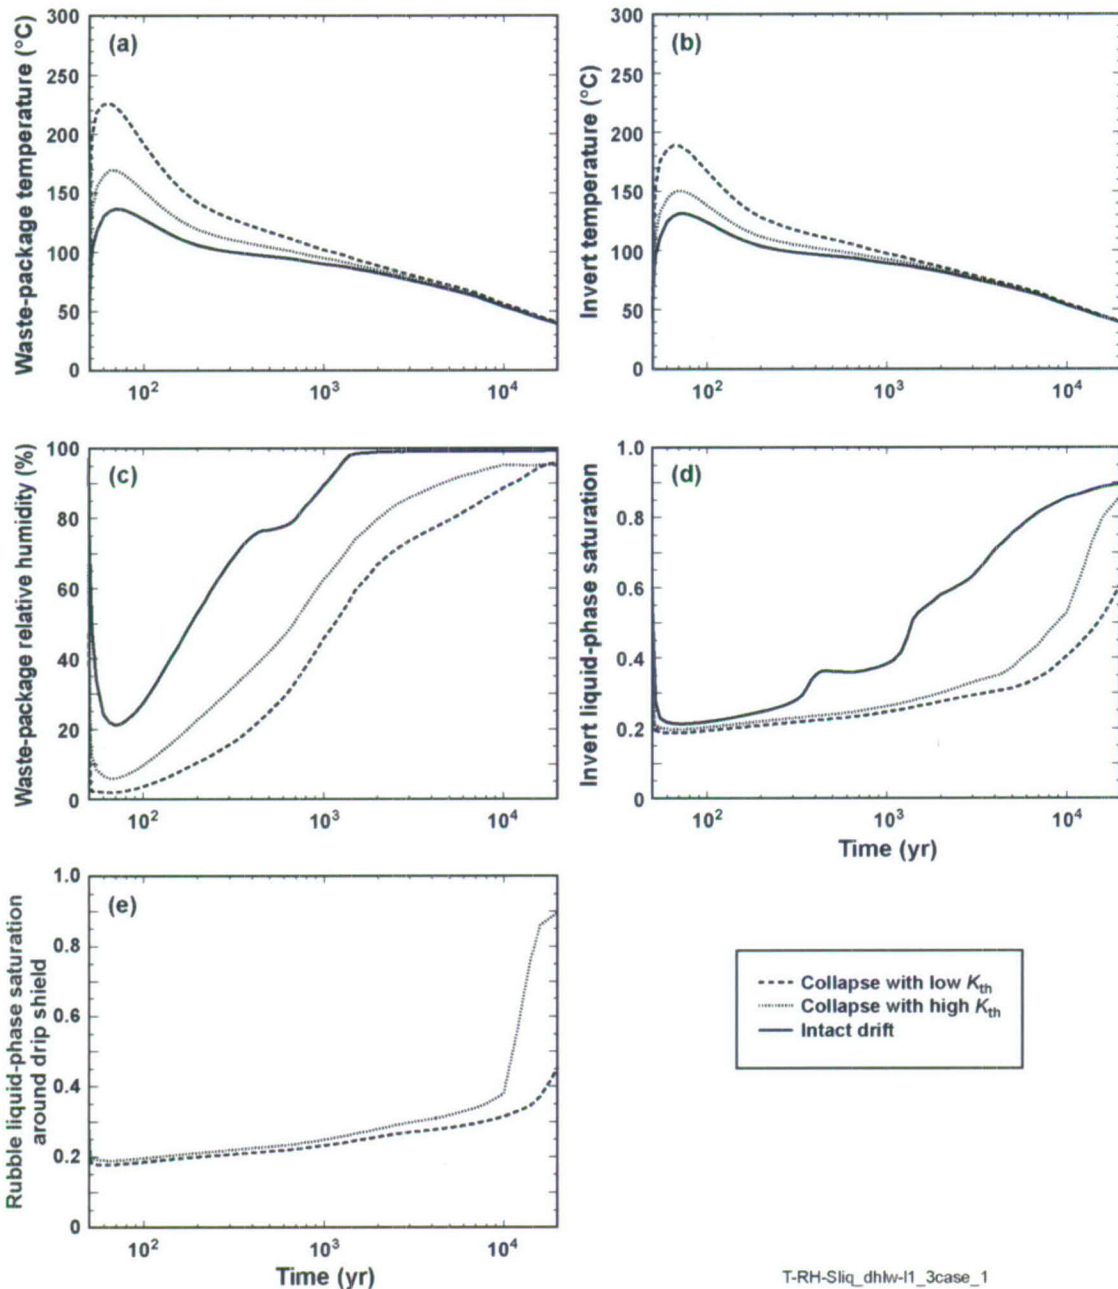 (a)
Waste-package temperature (°C)
300
250
200
150
100
50
0
10²
10³
10⁴
(b)
Invert temperature (°C)
300
250
200
150
100
50
0
10²
10³
10⁴
(c)
Waste-package relative humidity (%)
100
80
60
40
20
0
10²
10³
10⁴
(d)
Invert liquid-phase saturation
1.0
0.8
0.6
0.4
0.2
0
10²
10³
10⁴
Time (yr)
(e)
Rubble liquid-phase saturation
around drip shield
1.0
0.8
0.6
0.4
0.2
0
10²
10³
10⁴
Time (yr)
Collapse with low Kth
Collapse with high Kth
Intact drift
T-RH-Sliq_dhlw-l1_3case_1